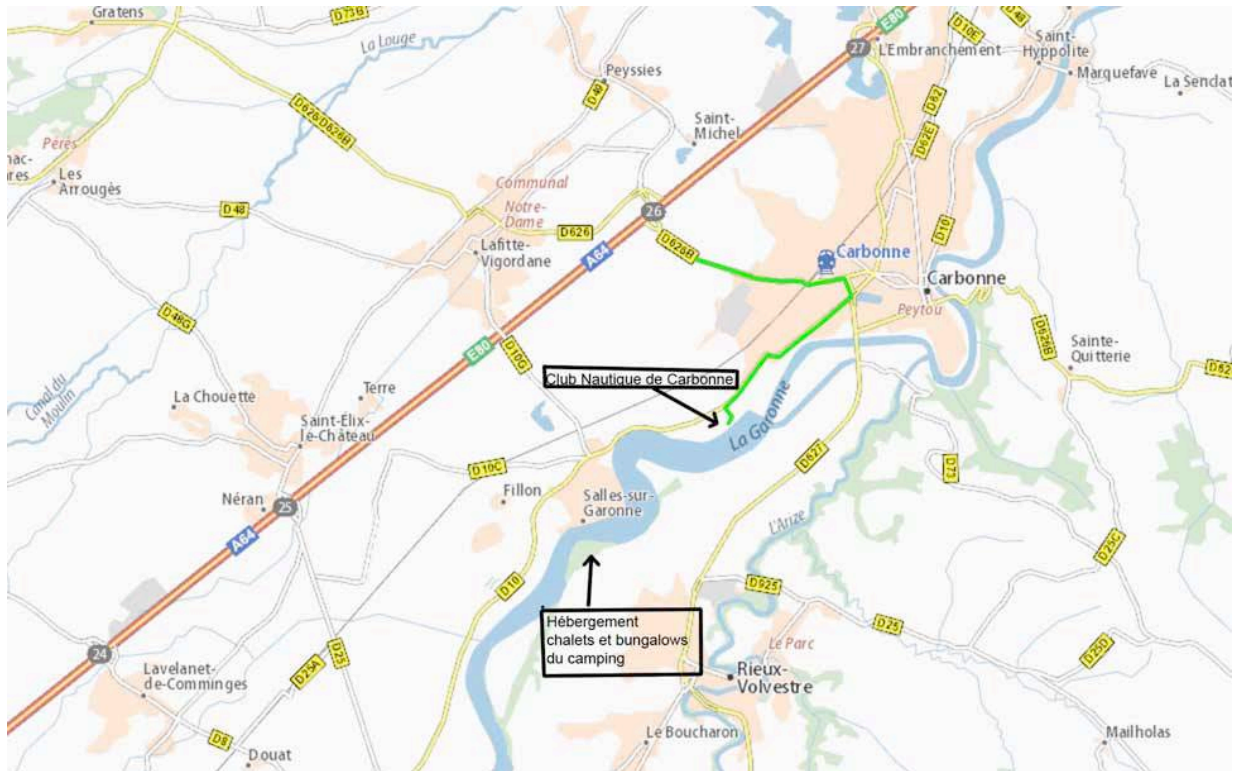 Gratens
D73B
La Louge
Peyssies
D49
D626-D626B
Saint-
Michel
27
E80
L'Embranchement
D10E
D48
Saint-
Hyppolite
Marquefave
La Sendat
D62
D62E
D10
Pérès
Les
Arrougès
D48
Communal
Notre-
Dame
D626
Lafitte-
Vigordane
26
A64
D626B
Carbonne
Carbonne
Peytou
D48G
E80
D10G
D626B
Sainte-
Quitterie
D62
Canal du
Moulin
La Chouette
Terre
Saint-Élix-
le-Château
Club Nautique de Carbonne
La Garonne
D627
D73
L'Arize
D10C
Fillon
Salles-sur-
Garonne
Néran
25
A64
D10
D25C
Hébergement
chalets et bungalows
du camping
D925
D25
D25D
Le Parc
Rieux-
Volvestre
Le Boucharon
Mailholas
24
Lavelanet-
de-Comminges
D25A
D25
D8
Douat